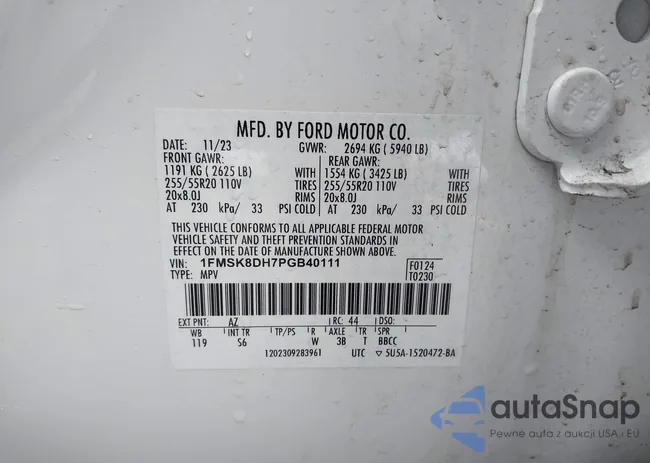 MFD. BY FORD MOTOR CO.
DATE: 11/23 GVWR: 2694 KG ( 5940 LB)
FRONT GAWR: REAR GAWR:
1191 KG ( 2625 LB) WITH 1554 KG ( 3425 LB) WITH
255/55R20 110V TIRES 255/55R20 110V TIRES
20x8.0J RIMS 20x8.0J RIMS
AT 230 kPa/ 33 PSI COLD AT 230 kPa/ 33 PSI COLD
THIS VEHICLE CONFORMS TO ALL APPLICABLE FEDERAL MOTOR
VEHICLE SAFETY AND THEFT PREVENTION STANDARDS IN
EFFECT ON THE DATE OF MANUFACTURE SHOWN ABOVE.
VIN: 1FMSK8DH7PGB40111 F0124
TYPE: MPV T0230
EXT PNT: AZ RC: 44 DSO:
WB INT TR TP/PS R AXLE TR SPR
119 S6 W 3B T BBCC
1202309283961 UTC ▽ 5U5A-1520472-BA
autaSnap
Pewne auta z aukcji USA i EU